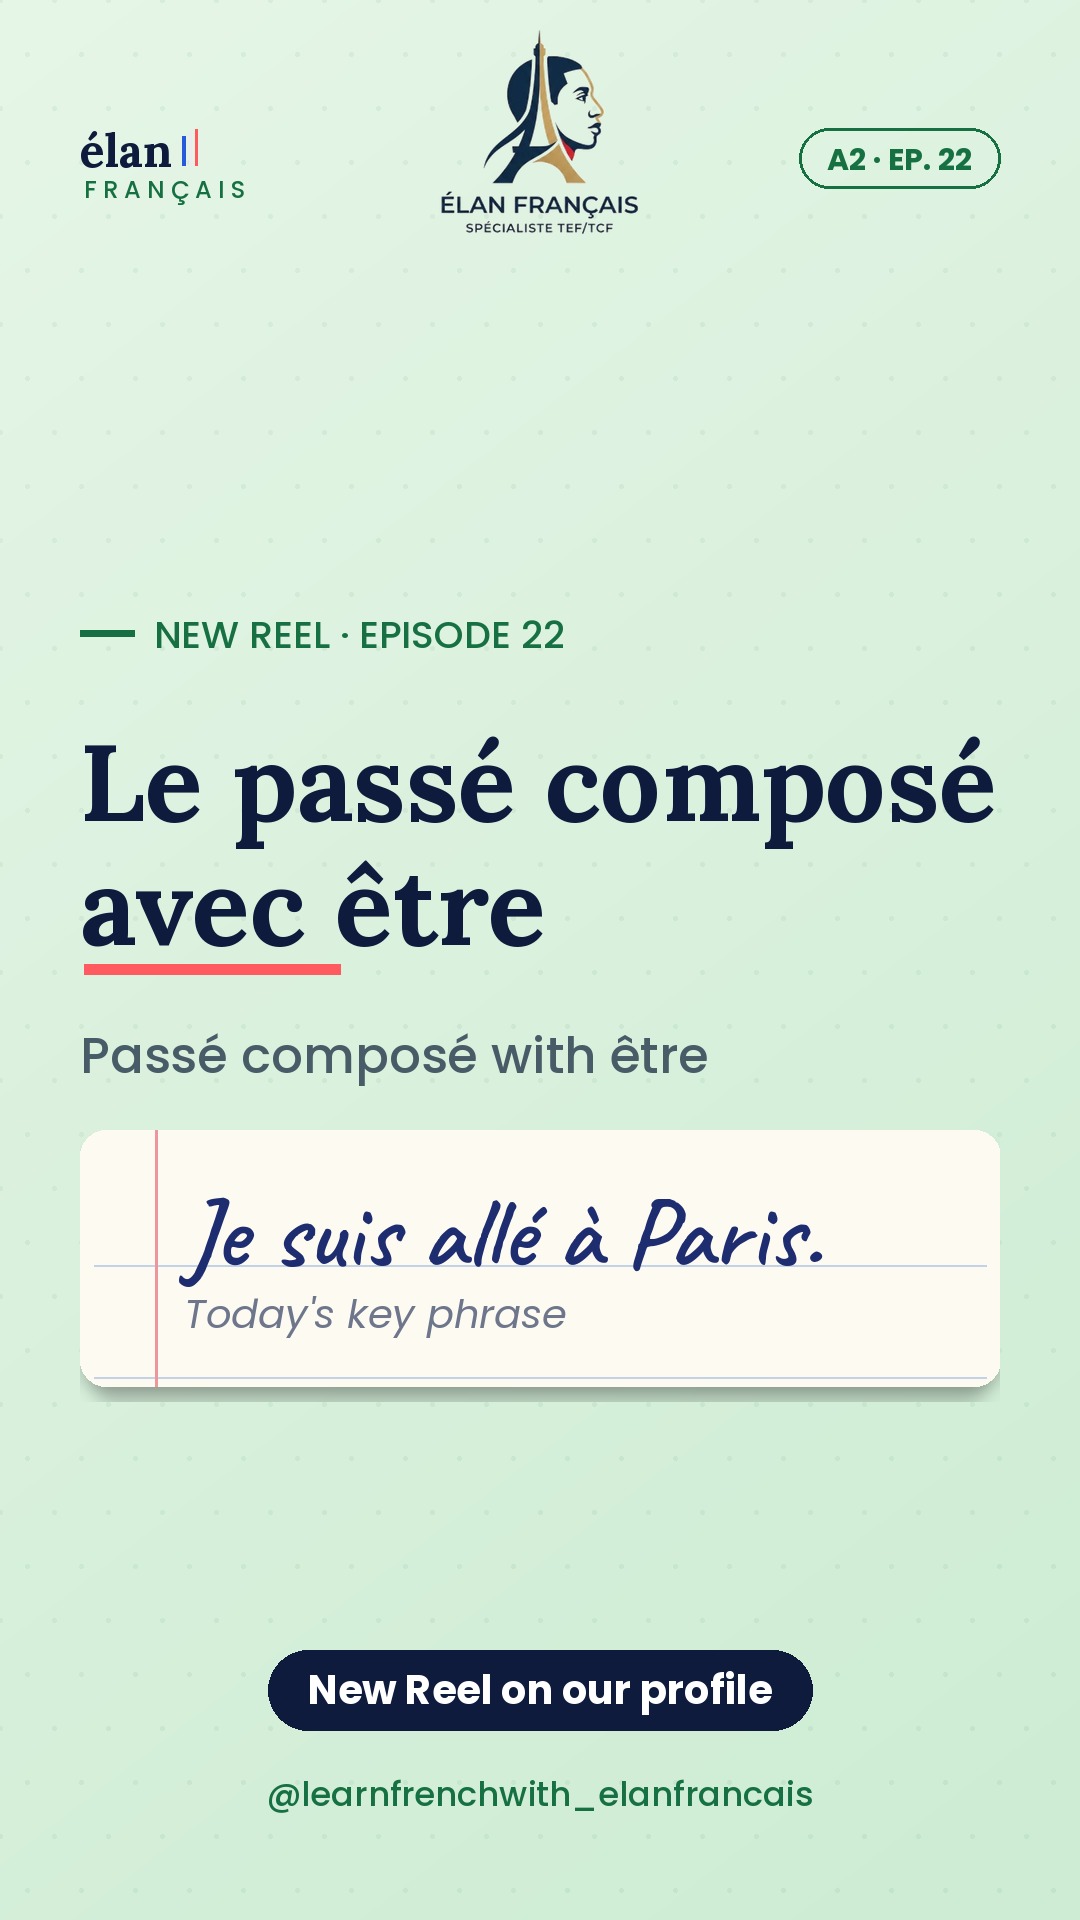 élan
FRANÇAIS
ÉLAN FRANÇAIS
SPÉCIALISTE TEF/TCF
A2 · EP. 22
NEW REEL · EPISODE 22
Le passé composé
avec être
Passé composé with être
Je suis allé à Paris.
Today's key phrase
New Reel on our profile
@learnfrenchwith_elanfrancais